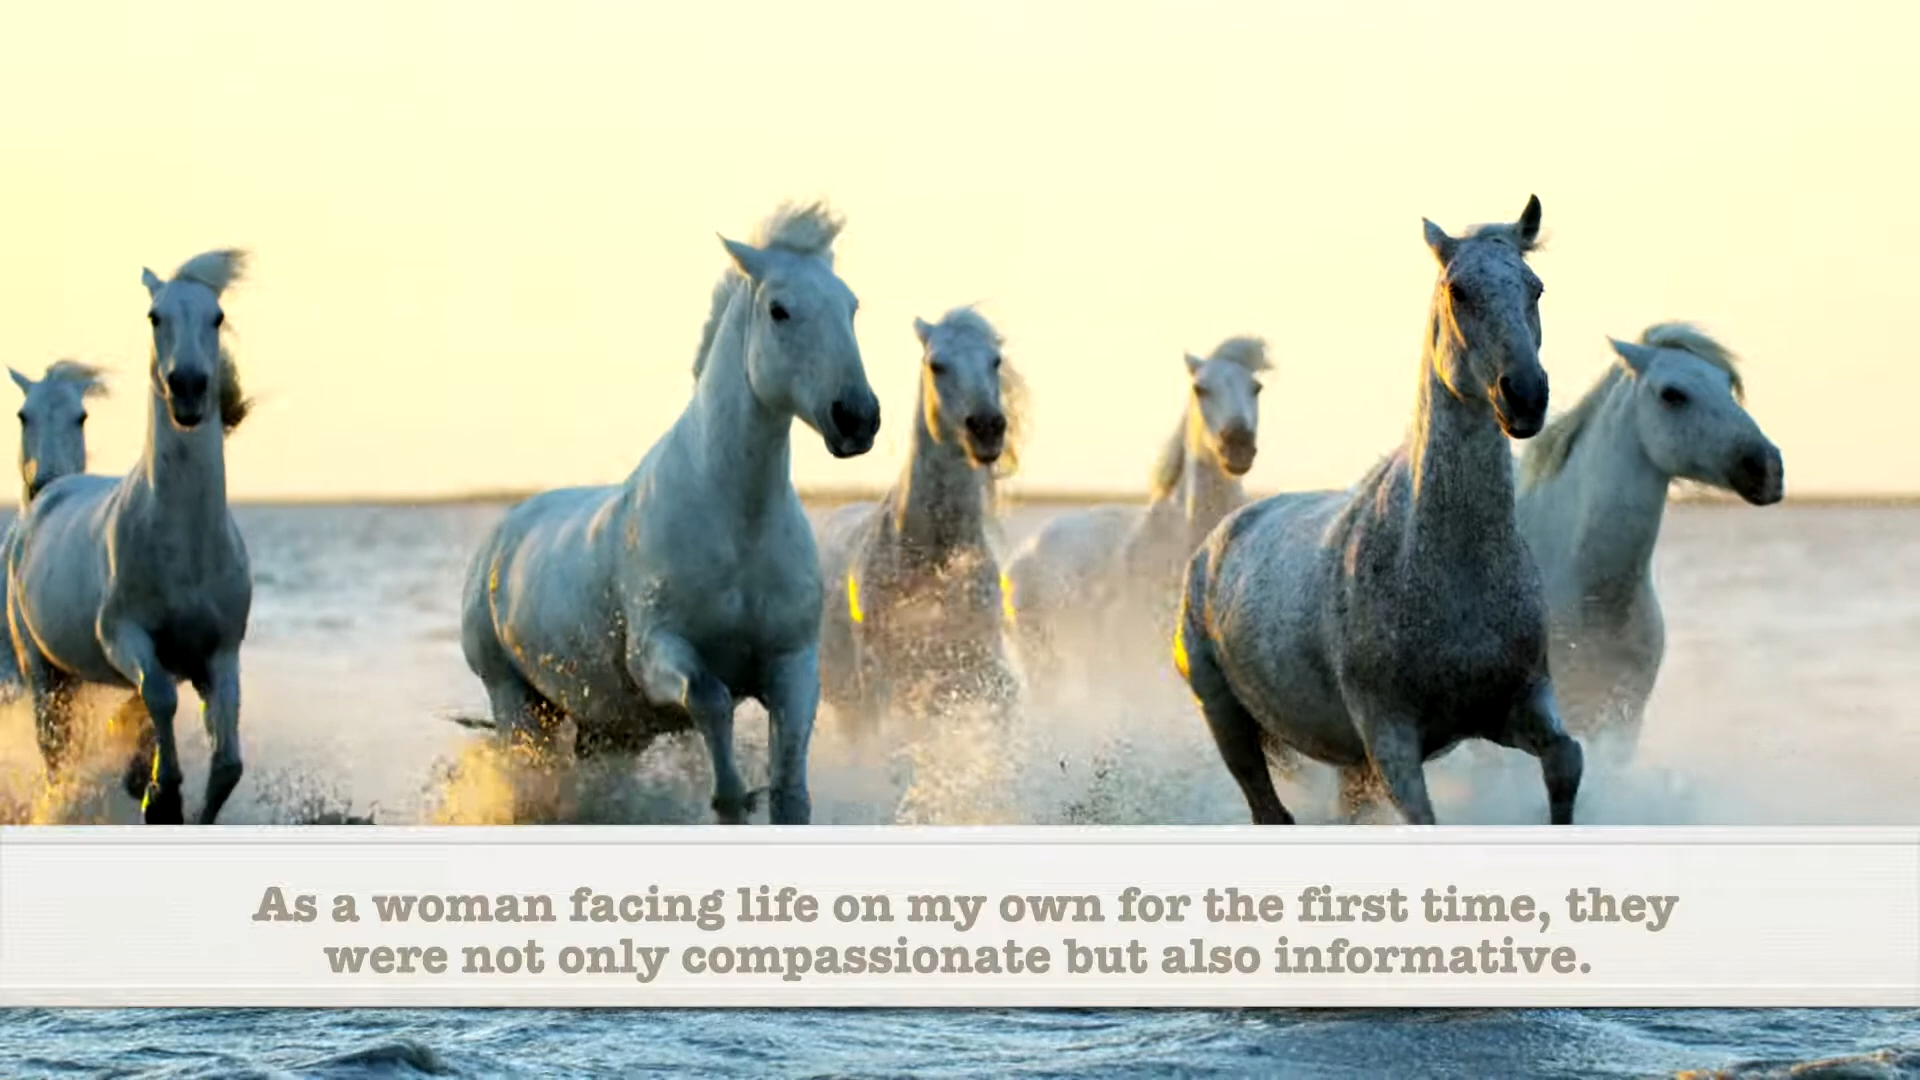 As a woman facing life on my own for the first time, they
were not only compassionate but also informative.